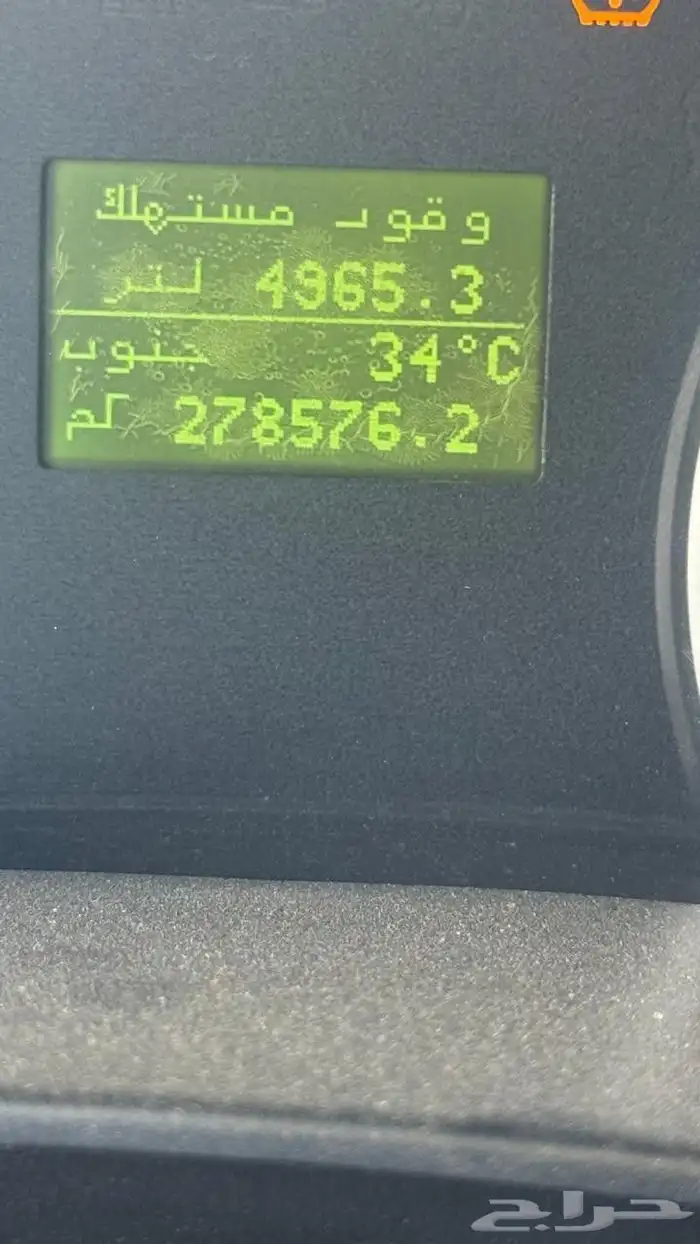 وقود مستهلك
4965.3 لتر
جنوب 34°C
278576.2 كم
حراج